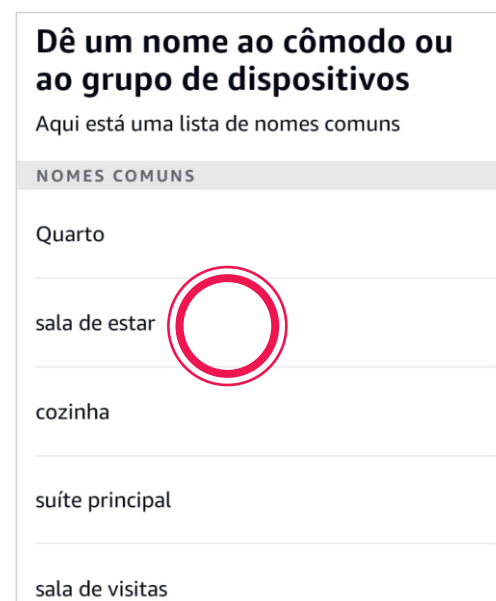 Dê um nome ao cômodo ou
ao grupo de dispositivos
Aqui está uma lista de nomes comuns
NOMES COMUNS
Quarto
sala de estar
cozinha
suíte principal
sala de visitas